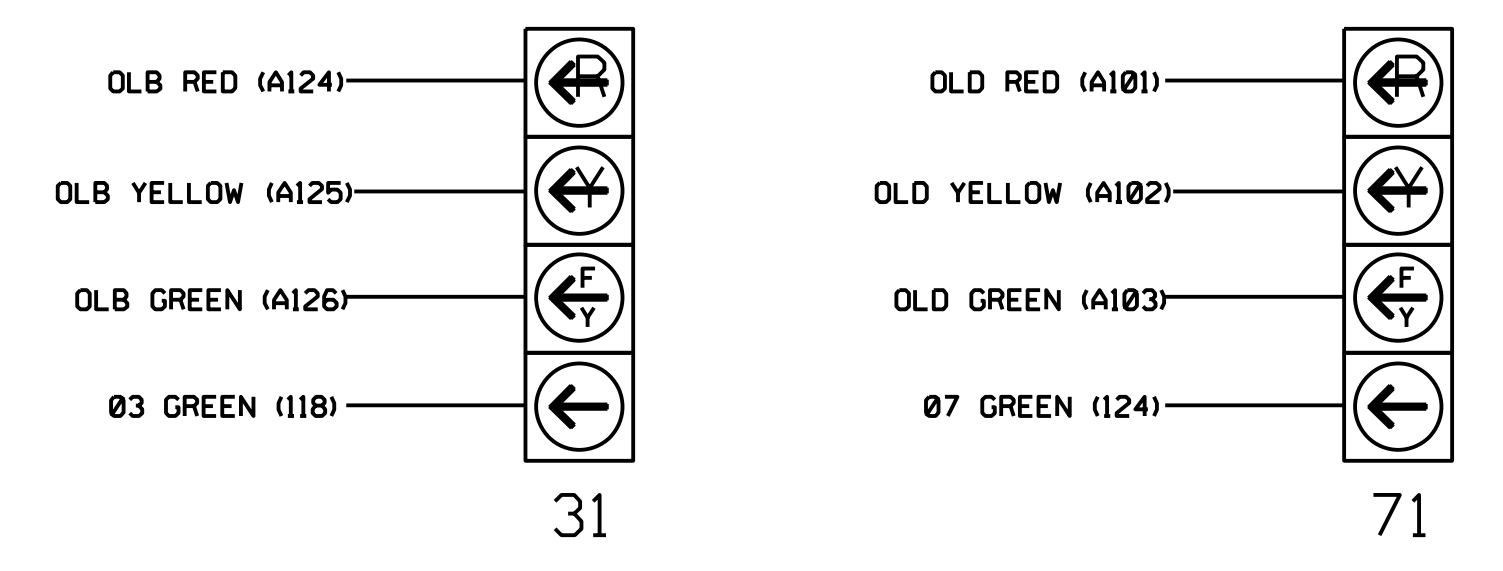 OLB RED (A124)
R
OLB YELLOW (A125)
Y
OLB GREEN (A126)
F
Y
03 GREEN (118)
31
OLD RED (A101)
R
OLD YELLOW (A102)
Y
OLD GREEN (A103)
F
Y
07 GREEN (124)
71